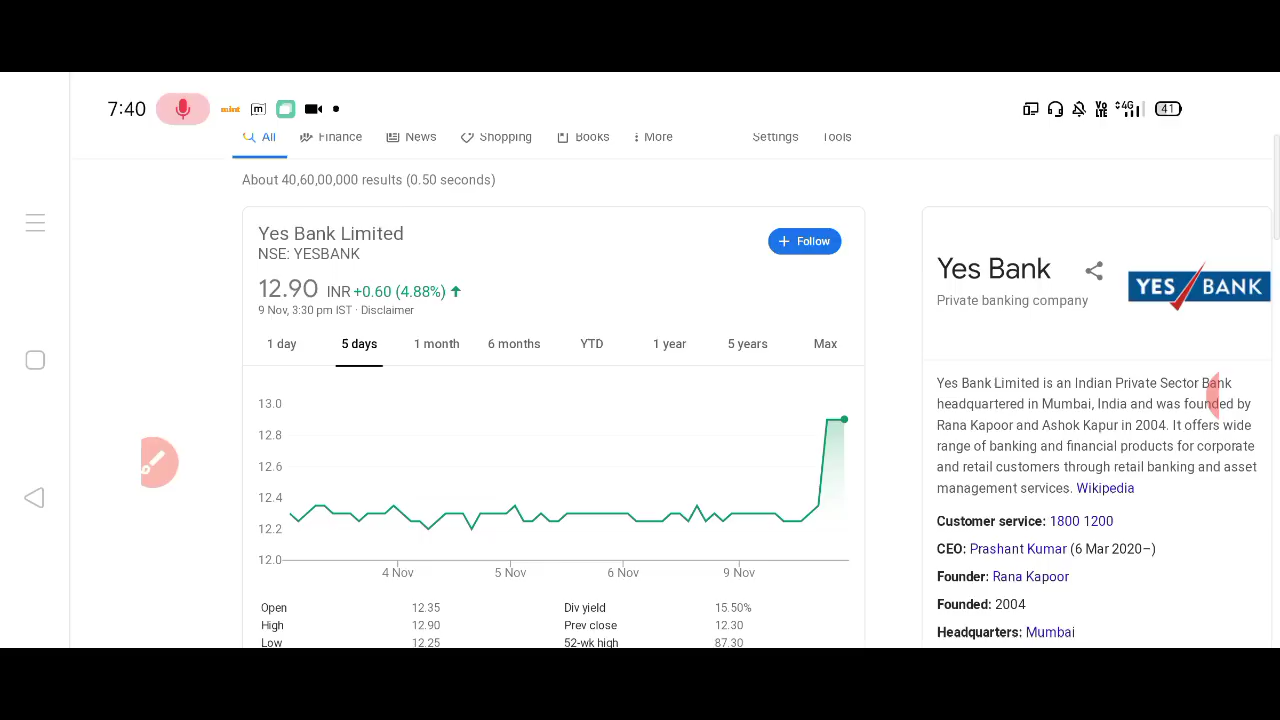 7:40 mint m Vo LTE 4G 41
All Finance News Shopping Books More Settings Tools
About 40,60,00,000 results (0.50 seconds)
Yes Bank Limited
NSE: YESBANK
Follow
12.90 INR +0.60 (4.88%)
9 Nov, 3:30 pm IST · Disclaimer
1 day 5 days 1 month 6 months YTD 1 year 5 years Max
13.0
12.8
12.6
12.4
12.2
12.0
4 Nov 5 Nov 6 Nov 9 Nov
Open 12.35 Div yield 15.50%
High 12.90 Prev close 12.30
Low 12.25 52-wk high 87.30
Yes Bank
Private banking company
YES BANK
Yes Bank Limited is an Indian Private Sector Bank
headquartered in Mumbai, India and was founded by
Rana Kapoor and Ashok Kapur in 2004. It offers wide
range of banking and financial products for corporate
and retail customers through retail banking and asset
management services. Wikipedia
Customer service: 1800 1200
CEO: Prashant Kumar (6 Mar 2020–)
Founder: Rana Kapoor
Founded: 2004
Headquarters: Mumbai